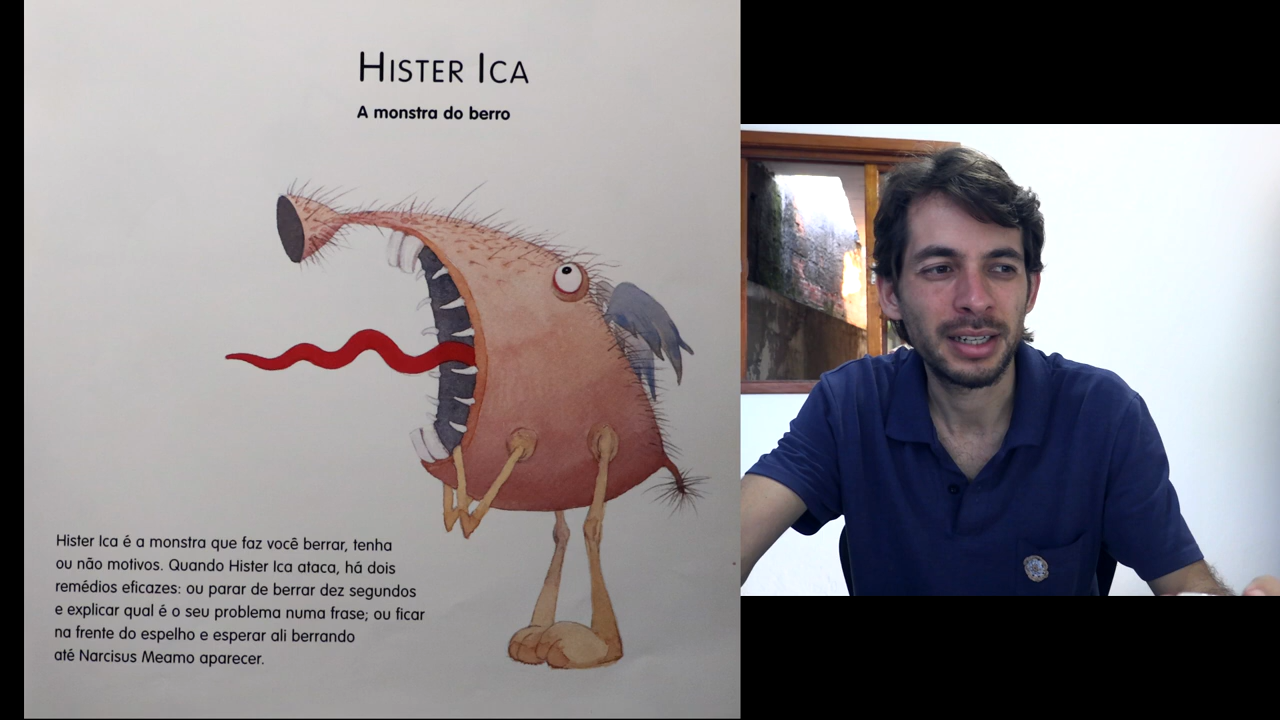 HISTER ICA
A monstra do berro
Hister Ica é a monstra que faz você berrar, tenha
ou não motivos. Quando Hister Ica ataca, há dois
remédios eficazes: ou parar de berrar dez segundos
e explicar qual é o seu problema numa frase; ou ficar
na frente do espelho e esperar ali berrando
até Narcisus Meamo aparecer.